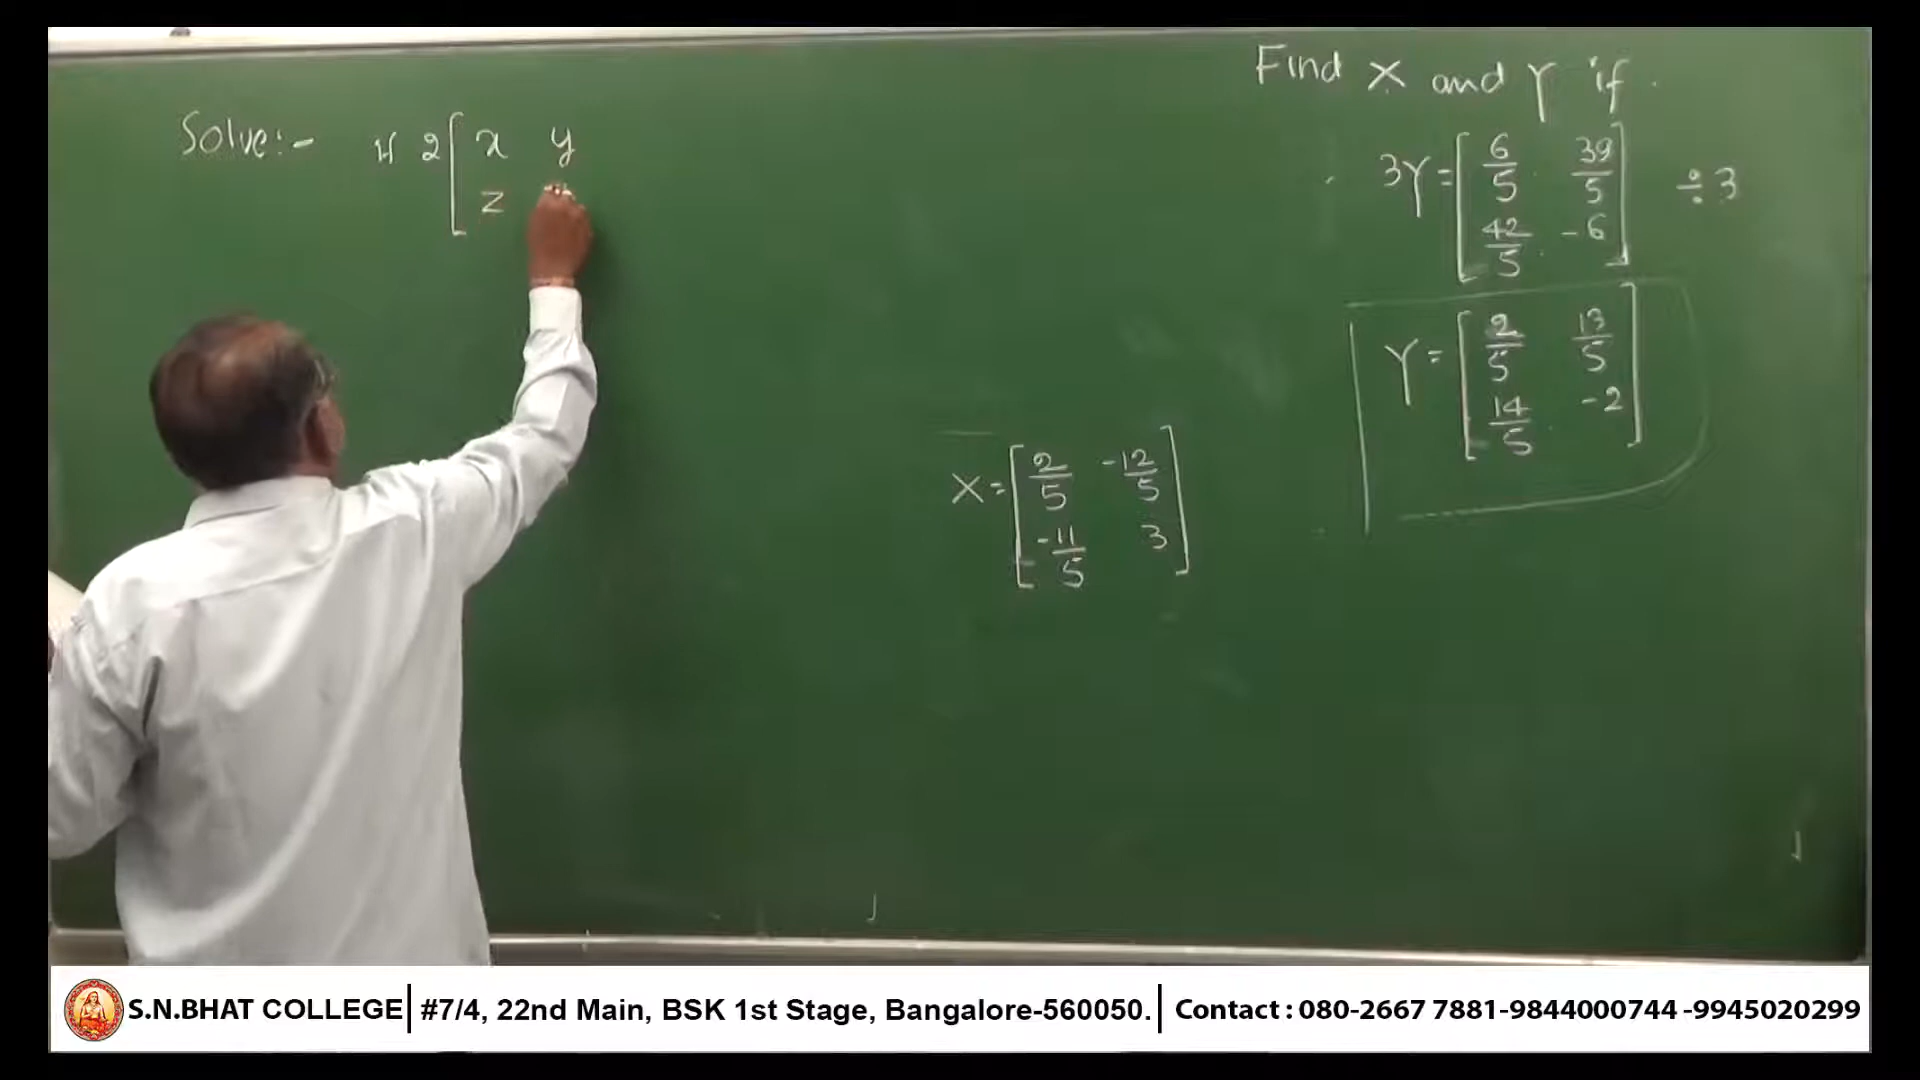 Solve:- If 2 [ x y
z
X = [ 2/5 -12/5
-11/5 3 ]
Find X and Y if
3Y = [ 6/5 39/5
42/5 -6 ] ÷3
Y = [ 2/5 13/5
14/5 -2 ]
S.N.BHAT COLLEGE | #7/4, 22nd Main, BSK 1st Stage, Bangalore-560050. | Contact : 080-2667 7881-9844000744 -9945020299